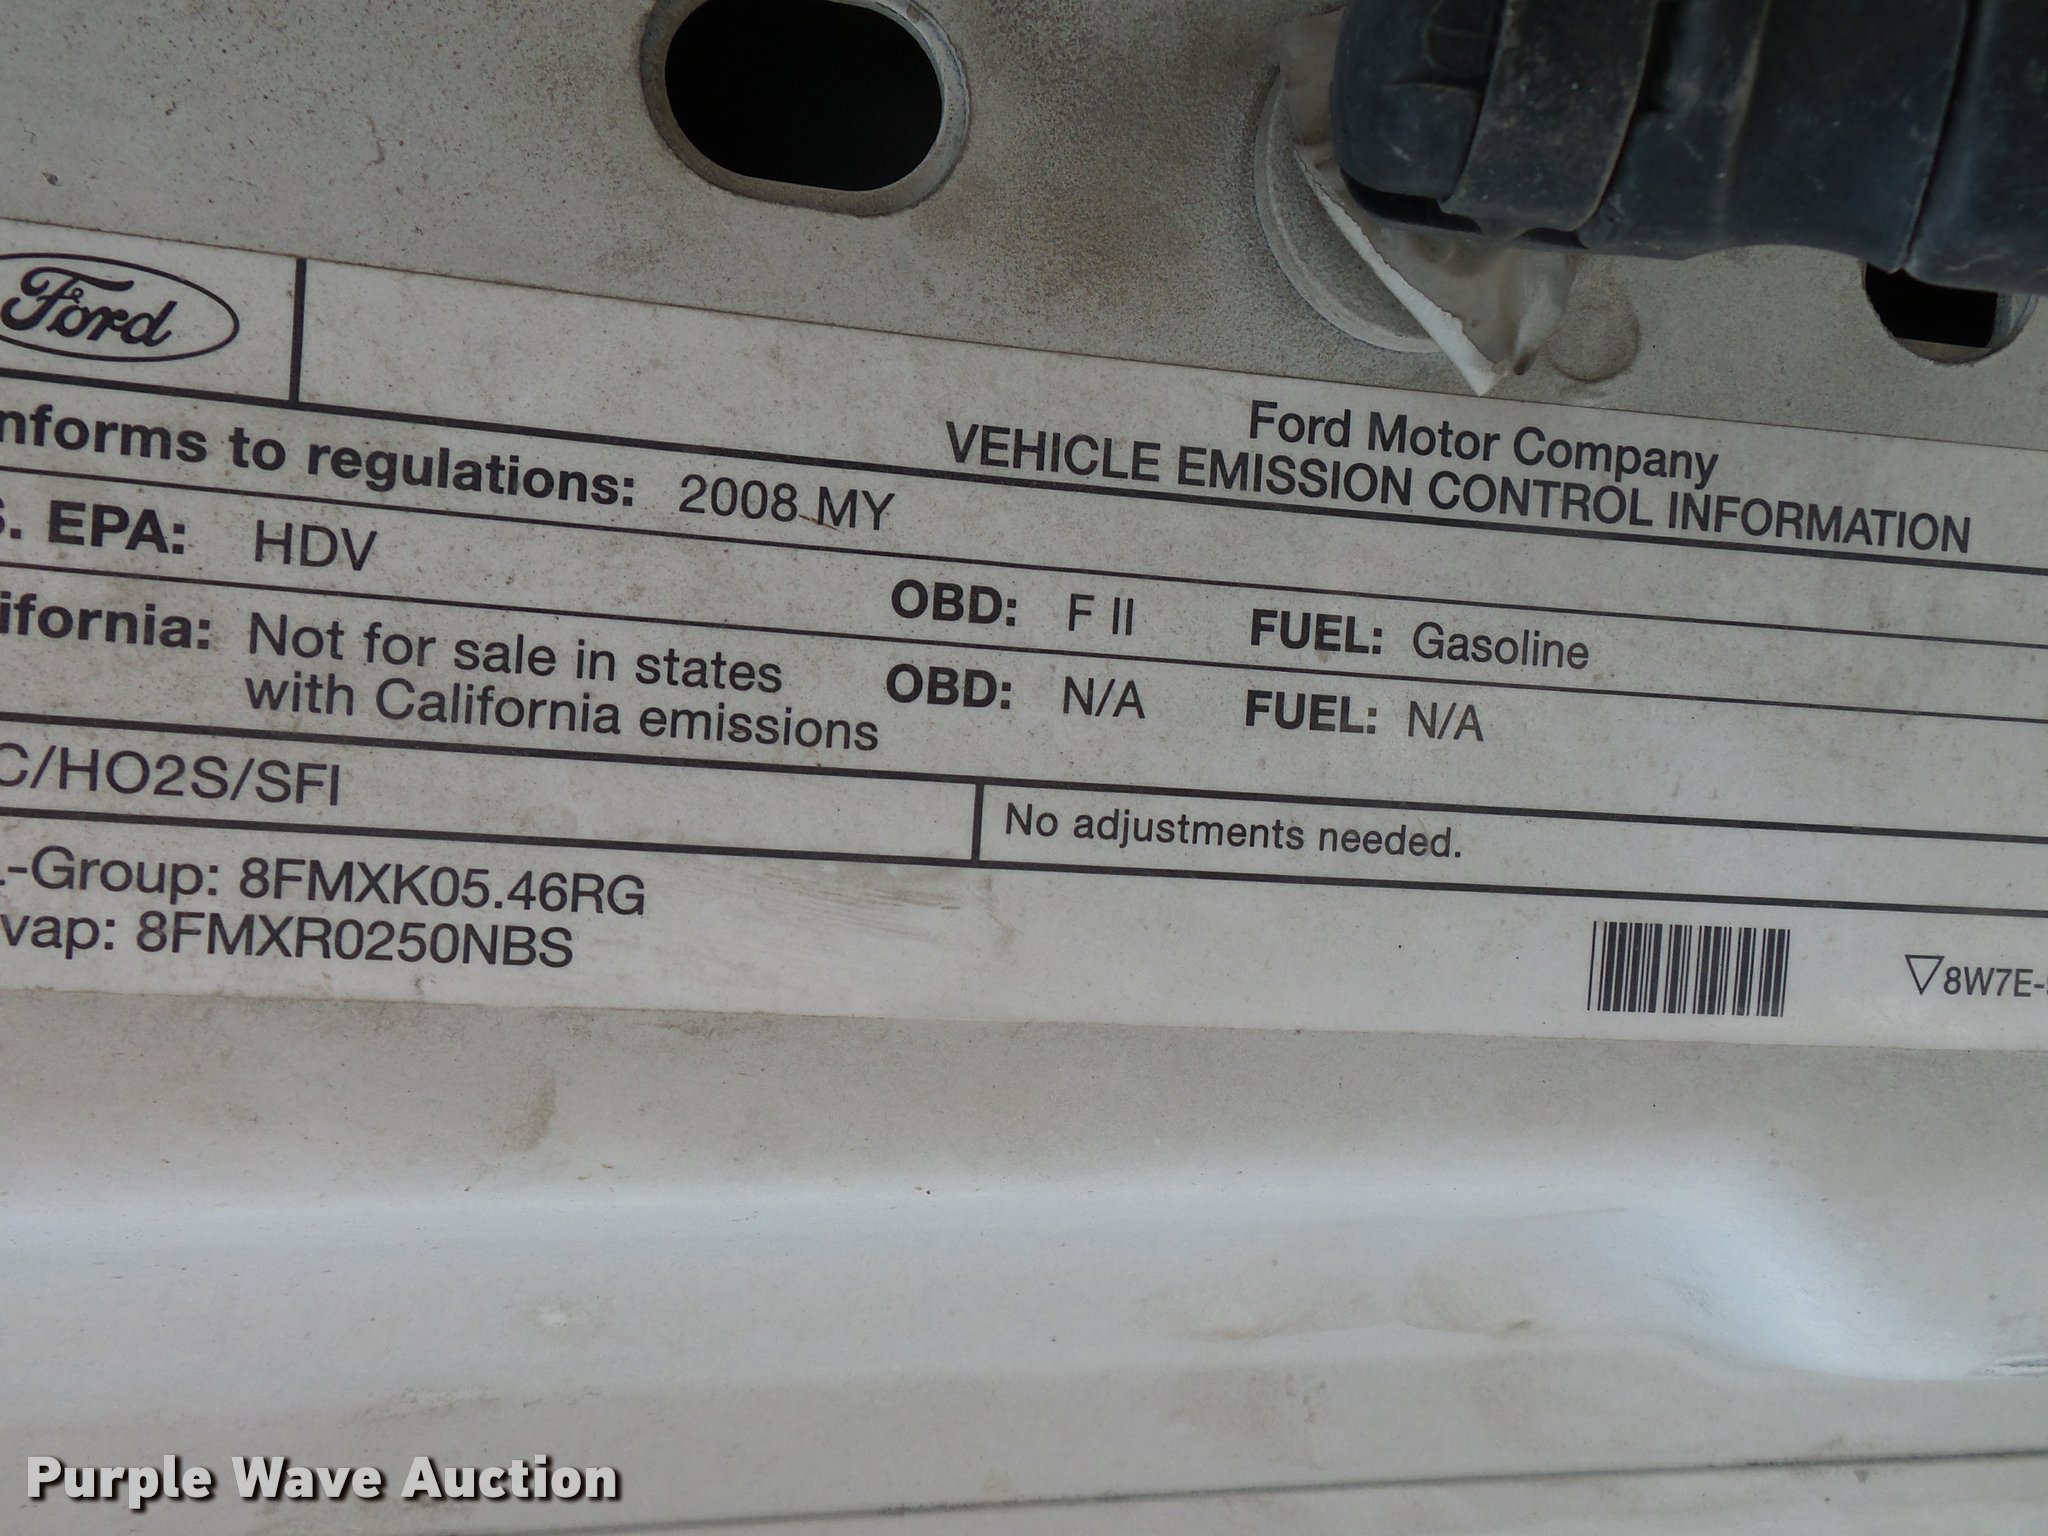 Ford
Ford Motor Company
VEHICLE EMISSION CONTROL INFORMATION
nforms to regulations: 2008 MY
S. EPA: HDV OBD: F II FUEL: Gasoline
ifornia: Not for sale in states
with California emissions OBD: N/A FUEL: N/A
C/HO2S/SFI No adjustments needed.
-Group: 8FMXK05.46RG
vap: 8FMXR0250NBS
▽8W7E-
Purple Wave Auction